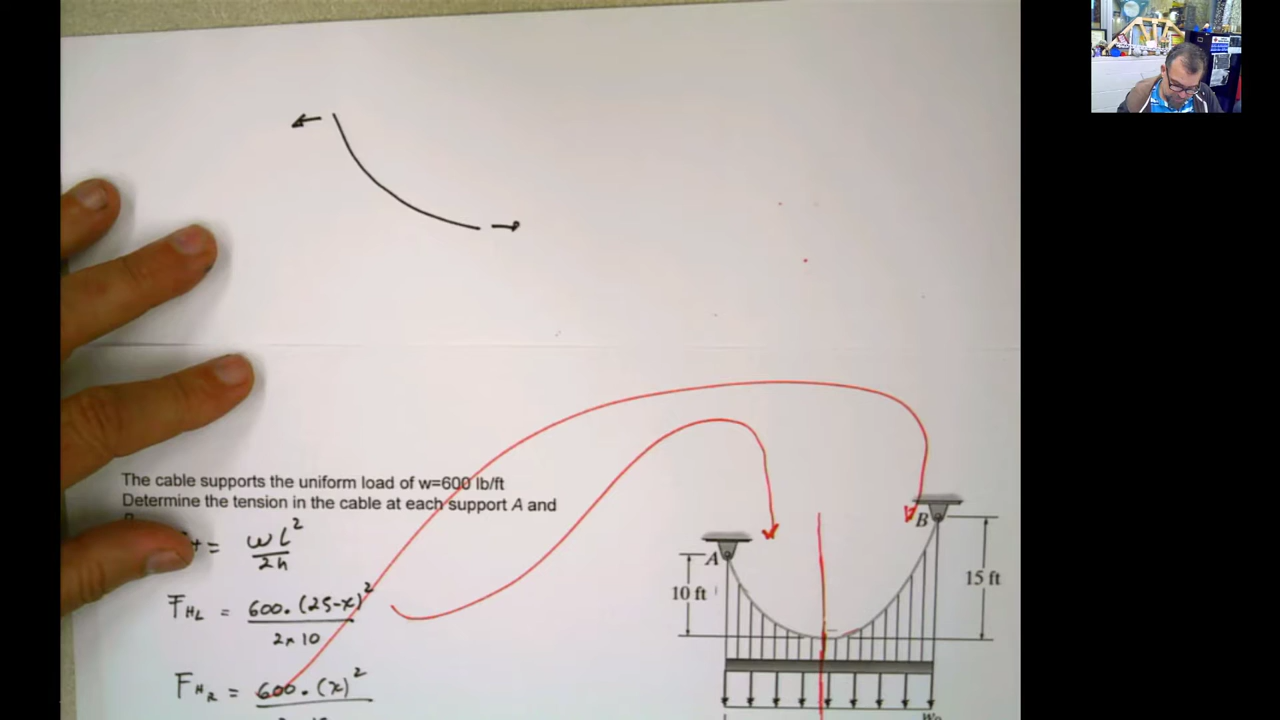 The cable supports the uniform load of w=600 lb/ft
Determine the tension in the cable at each support A and
= wl²
2h
F_HL = 600·(25-x)²
2×10
F_HR = 600·(x)²
A
B
10 ft
15 ft